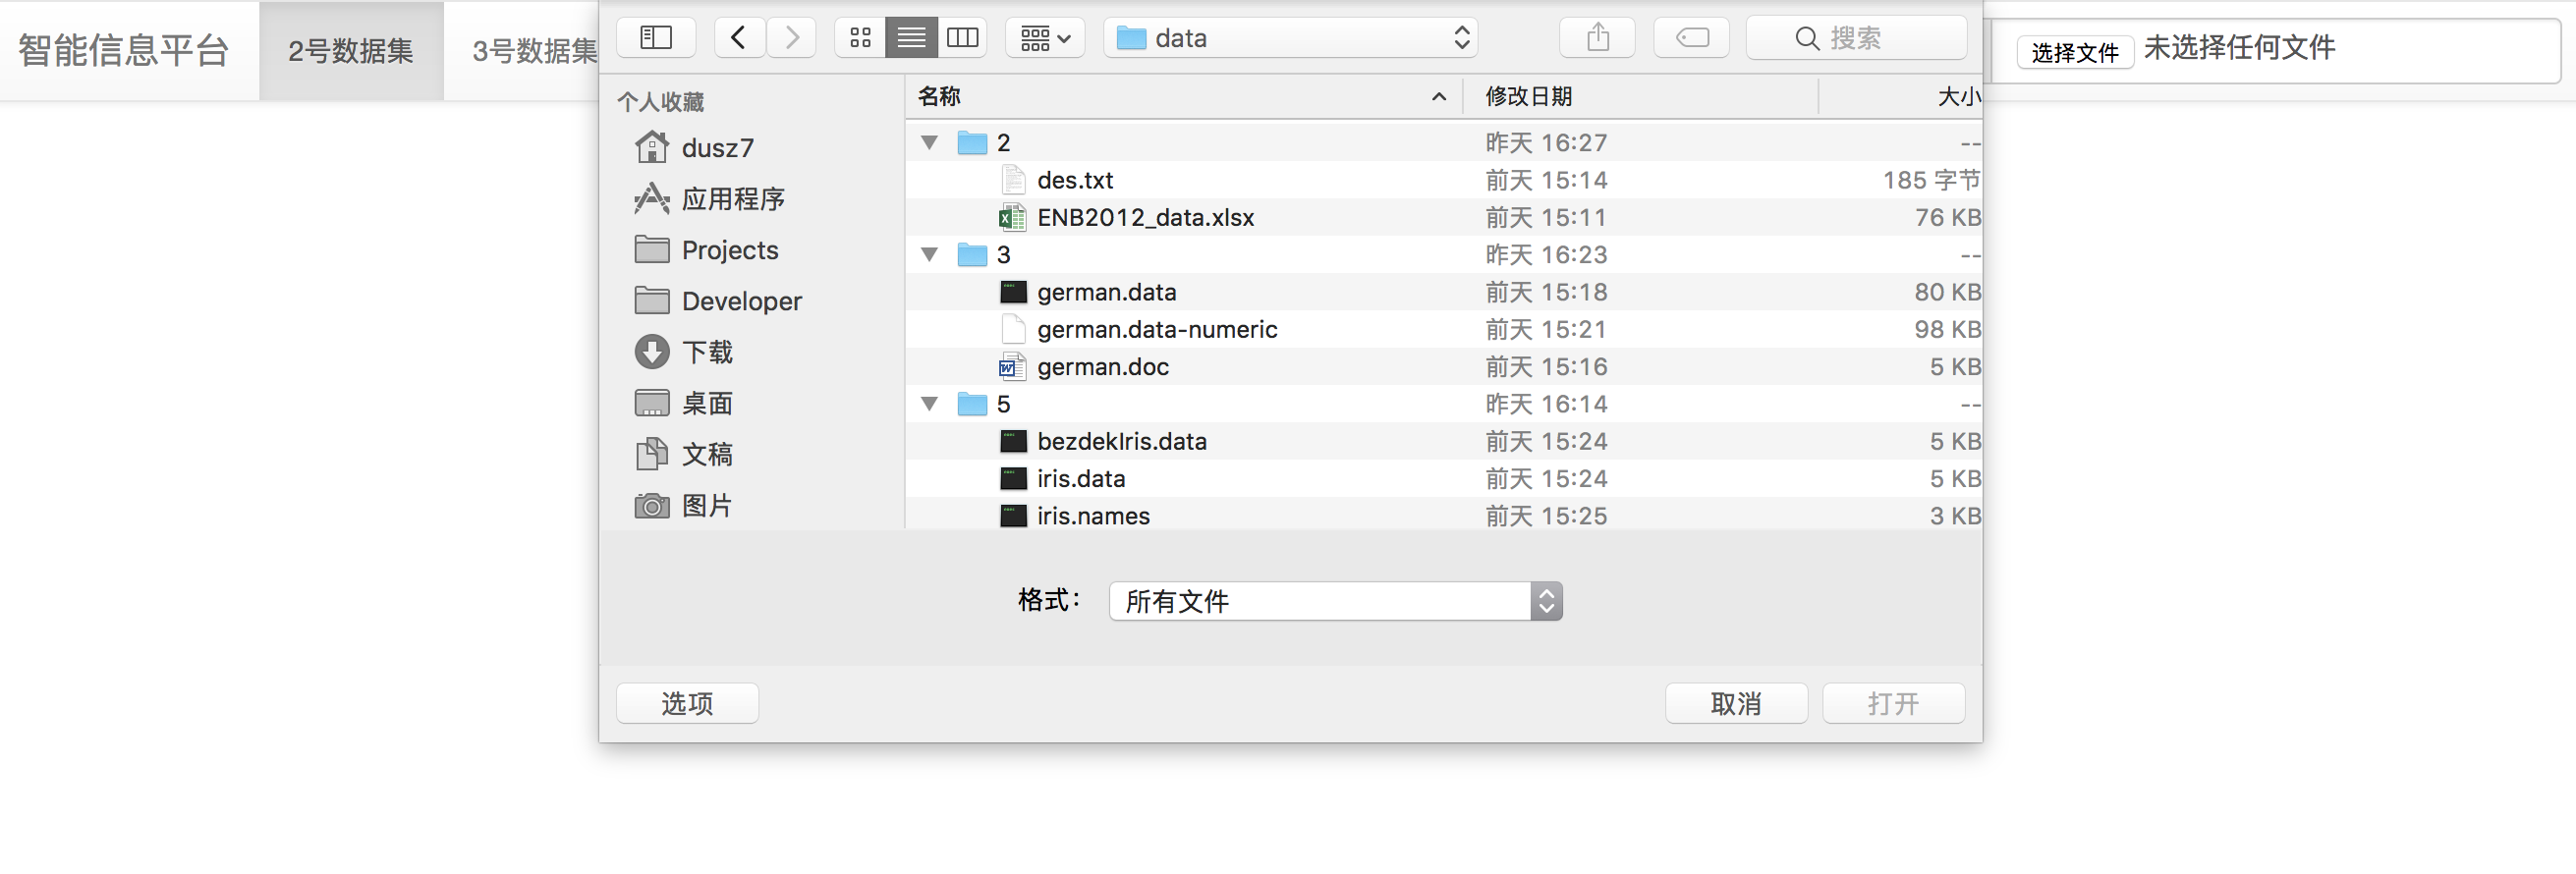 智能信息平台
2号数据集
3号数据集
data
搜索
选择文件 未选择任何文件
个人收藏
dusz7
应用程序
Projects
Developer
下载
桌面
文稿
图片
名称 修改日期 大小
2 昨天 16:27 --
des.txt 前天 15:14 185 字节
ENB2012_data.xlsx 前天 15:11 76 KB
3 昨天 16:23 --
german.data 前天 15:18 80 KB
german.data-numeric 前天 15:21 98 KB
german.doc 前天 15:16 5 KB
5 昨天 16:14 --
bezdekIris.data 前天 15:24 5 KB
iris.data 前天 15:24 5 KB
iris.names 前天 15:25 3 KB
格式： 所有文件
选项
取消
打开